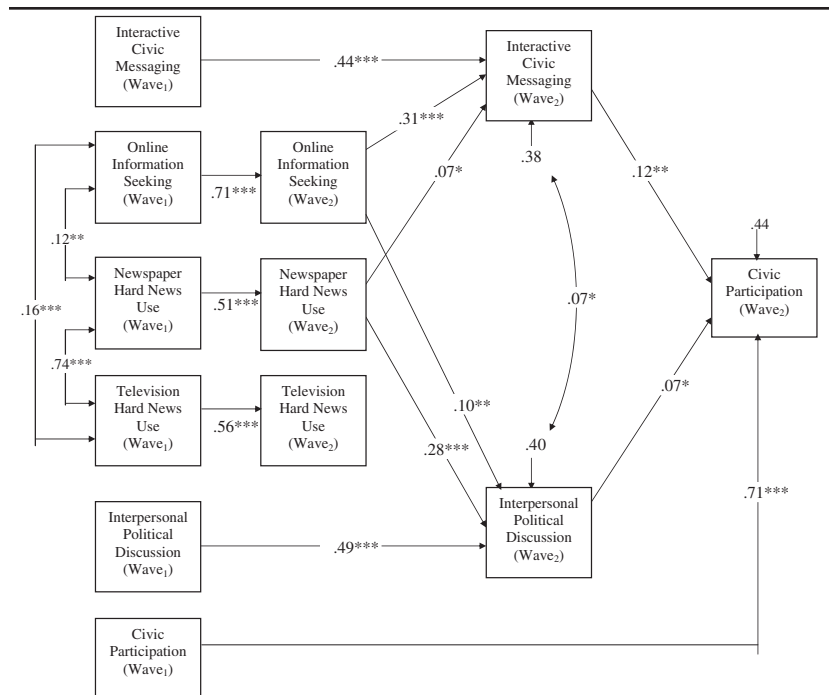 Interactive
Civic
Messaging
(Wave₁)
.44***
Interactive
Civic
Messaging
(Wave₂)
.31***
Online
Information
Seeking
(Wave₁)
.71***
Online
Information
Seeking
(Wave₂)
.38
.07*
.12**
.12**
.44
Newspaper
Hard News
Use
(Wave₁)
.51***
Newspaper
Hard News
Use
(Wave₂)
Civic
Participation
(Wave₂)
.16***
.07*
.74***
Television
Hard News
Use
(Wave₁)
.56***
Television
Hard News
Use
(Wave₂)
.10**
.07*
.28***
.40
.71***
Interpersonal
Political
Discussion
(Wave₁)
.49***
Interpersonal
Political
Discussion
(Wave₂)
Civic
Participation
(Wave₁)